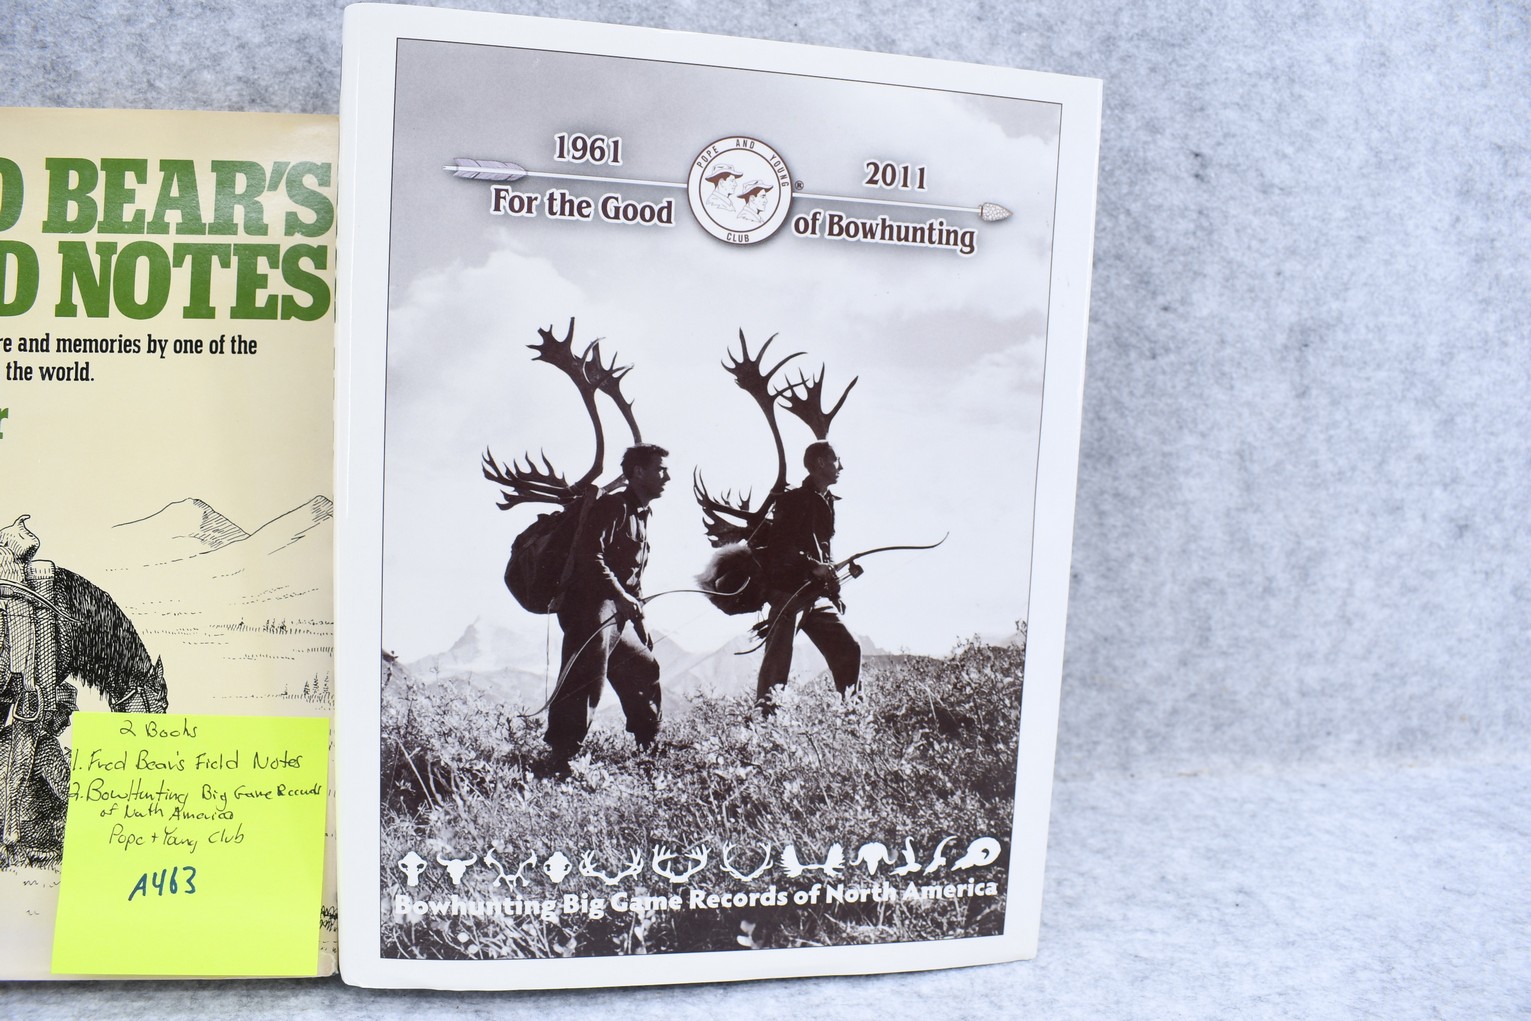 D BEAR'S
D NOTES
re and memories by one of the
the world.
r
1961
2011
POPE AND YOUNG
CLUB
®
For the Good of Bowhunting
Bowhunting Big Game Records of North America
2 Books
1. Fred Bear's Field Notes
2. BowHunting Big Game Records
of North America
Pope + Young Club
A463